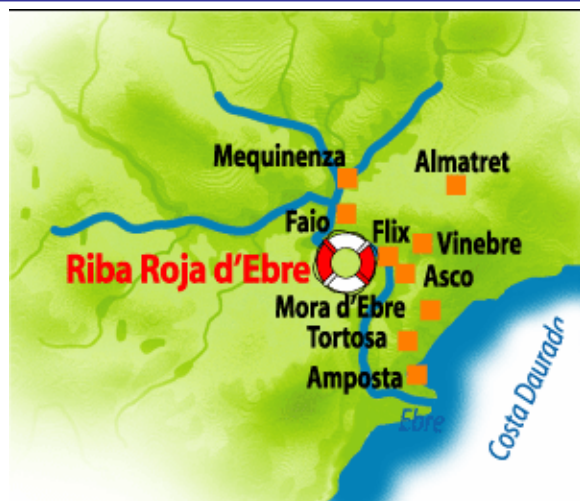 Mequinenza
Almatret
Faio
Flix
Vinebre
Riba Roja d'Ebre
Asco
Mora d'Ebre
Tortosa
Amposta
Ebre
Costa Daurada